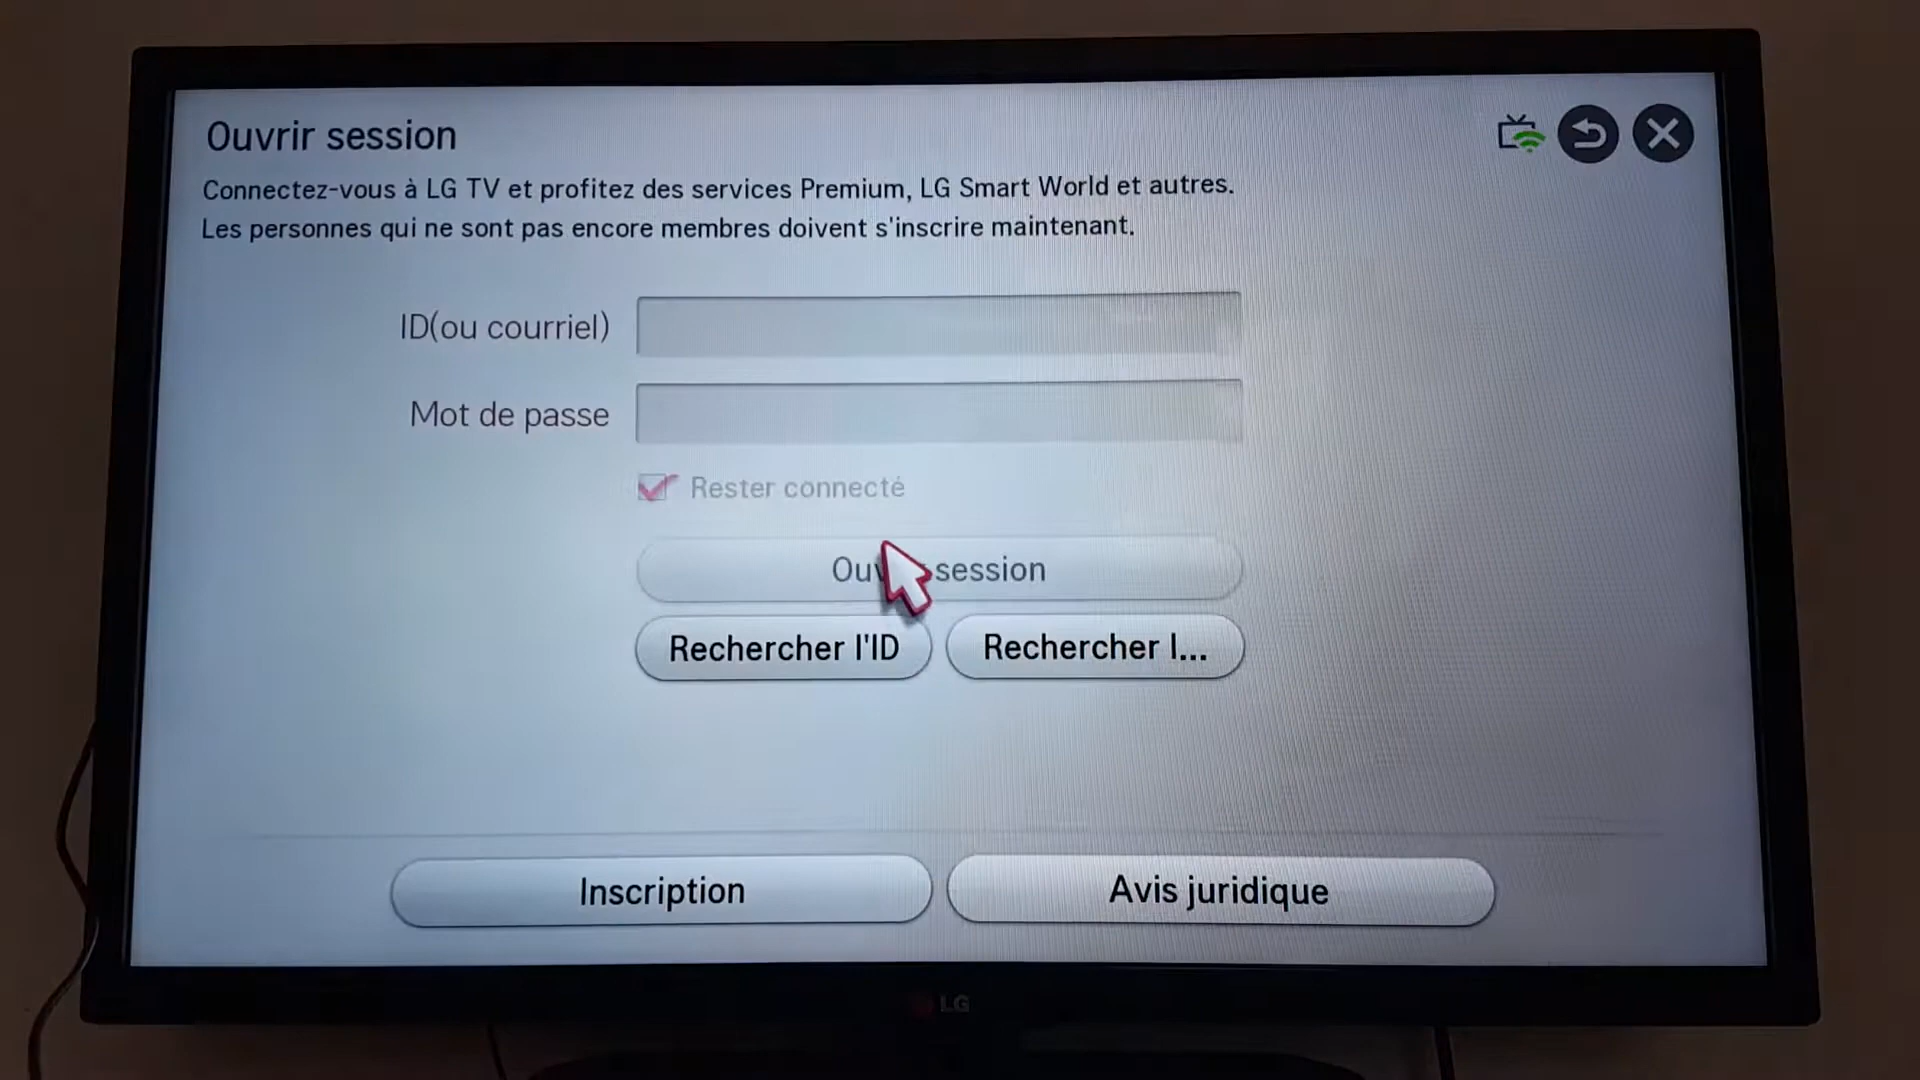 Ouvrir session
Connectez-vous à LG TV et profitez des services Premium, LG Smart World et autres.
Les personnes qui ne sont pas encore membres doivent s'inscrire maintenant.
ID(ou courriel)
Mot de passe
Rester connecté
Ouvrir session
Rechercher l'ID
Rechercher l...
Inscription
Avis juridique
LG